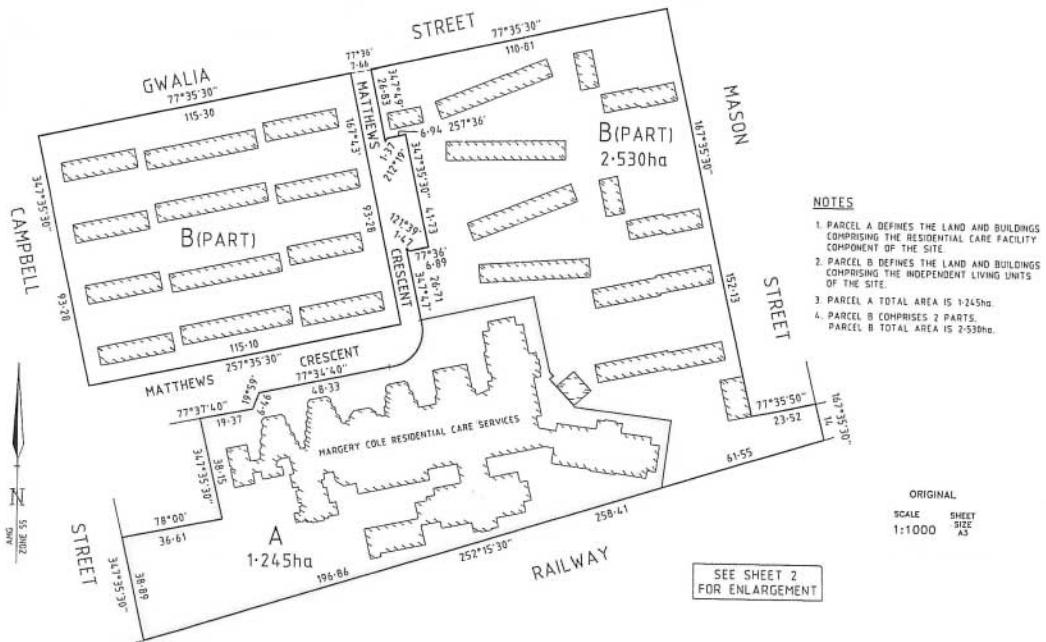 STREET
77°35'30"
110·81
77°36'
7·66
GWALIA
77°35'30"
115·30
347°49'
26·83
MATTHEWS
CRESCENT
167°43'
93·28
6·94 257°36'
1·37
212°19'
347°35'30"
41·73
121°39'
1·47
77°36'
6·89
26·71
347°47'
B(PART)
2·530ha
MASON
167°35'30"
152·13
STREET
347°35'30"
CAMPBELL
93·28
B(PART)
115·10
257°35'30"
MATTHEWS
CRESCENT
77°34'40"
48·33
19°59'
6·46
77°37'40"
19·37
38·15
347°35'30"
MARGERY COLE RESIDENTIAL CARE SERVICES
77°35'50"
23·52
167°35'30"
14
61·55
78°00'
36·61
STREET
347°35'30"
38·89
A
1·245ha
196·86
252°15'30"
258·41
RAILWAY
N
AMG
ZONE 55
NOTES
1. PARCEL A DEFINES THE LAND AND BUILDINGS
COMPRISING THE RESIDENTIAL CARE FACILITY
COMPONENT OF THE SITE.
2. PARCEL B DEFINES THE LAND AND BUILDINGS
COMPRISING THE INDEPENDENT LIVING UNITS
OF THE SITE.
3. PARCEL A TOTAL AREA IS 1·245ha.
4. PARCEL B COMPRISES 2 PARTS.
PARCEL B TOTAL AREA IS 2·530ha.
ORIGINAL
SCALE SHEET
SIZE
1:1000 A3
SEE SHEET 2
FOR ENLARGEMENT